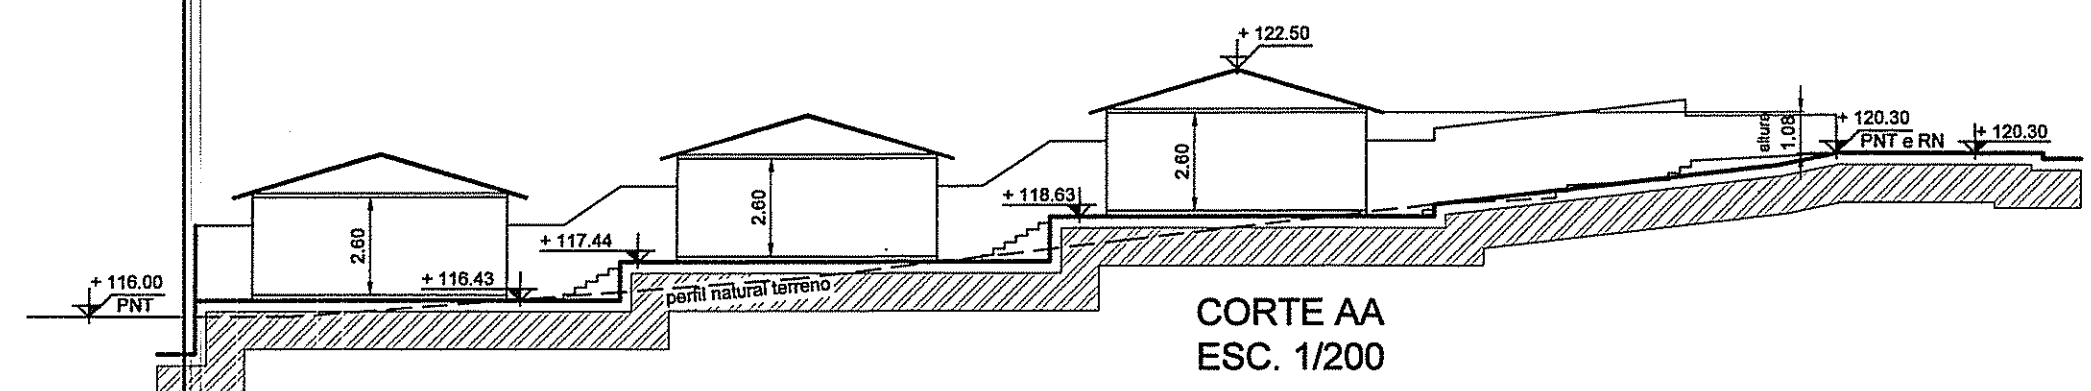 + 122.50
+ 120.30
PNT e RN
+ 120.30
altura
1.08
2.60
2.60
2.60
+ 118.63
+ 117.44
+ 116.43
+ 116.00
PNT
perfil natural terreno
CORTE AA
ESC. 1/200